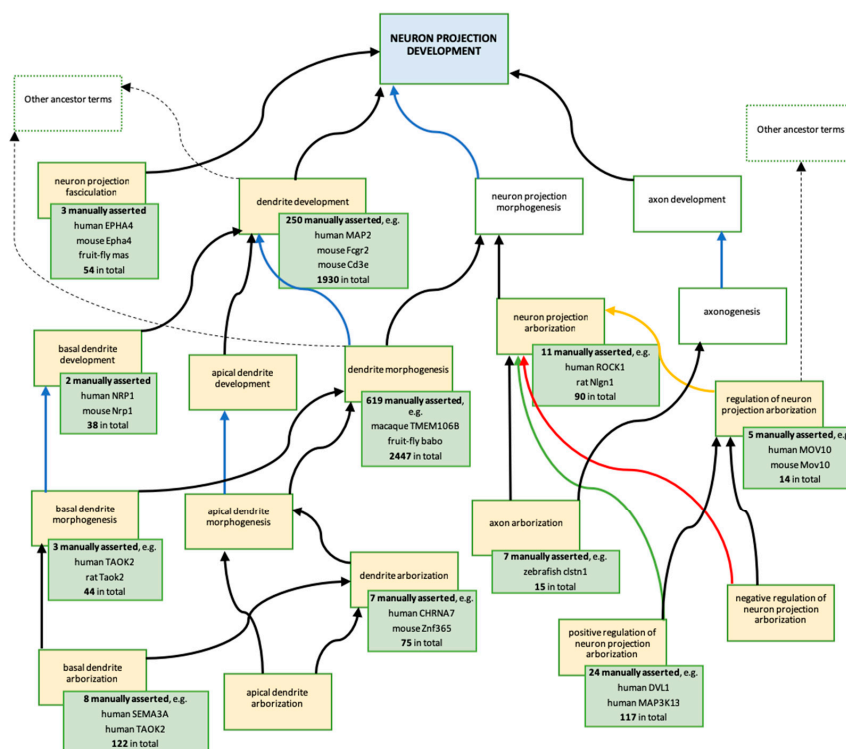 NEURON PROJECTION
DEVELOPMENT
Other ancestor terms
Other ancestor terms
neuron projection
fasciculation
3 manually asserted
human EPHA4
mouse Epha4
fruit-fly mas
54 in total
dendrite development
250 manually asserted, e.g.
human MAP2
mouse Fcgr2
mouse Cd3e
1930 in total
neuron projection
morphogenesis
axon development
basal dendrite
development
2 manually asserted
human NRP1
mouse Nrp1
38 in total
apical dendrite
development
dendrite morphogenesis
619 manually asserted,
e.g.
macaque TMEM106B
fruit-fly babo
2447 in total
neuron projection
arborization
11 manually asserted, e.g.
human ROCK1
rat Nlgn1
90 in total
axonogenesis
regulation of neuron
projection arborization
5 manually asserted, e.g.
human MOV10
mouse Mov10
14 in total
basal dendrite
morphogenesis
3 manually asserted, e.g.
human TAOK2
rat Taok2
44 in total
apical dendrite
morphogenesis
dendrite arborization
7 manually asserted, e.g.
human CHRNA7
mouse Znf365
75 in total
axon arborization
7 manually asserted, e.g.
zebrafish clstn1
15 in total
negative regulation of
neuron projection
arborization
positive regulation of
neuron projection
arborization
24 manually asserted, e.g.
human DVL1
human MAP3K13
117 in total
basal dendrite
arborization
8 manually asserted, e.g.
human SEMA3A
human TAOK2
122 in total
apical dendrite
arborization